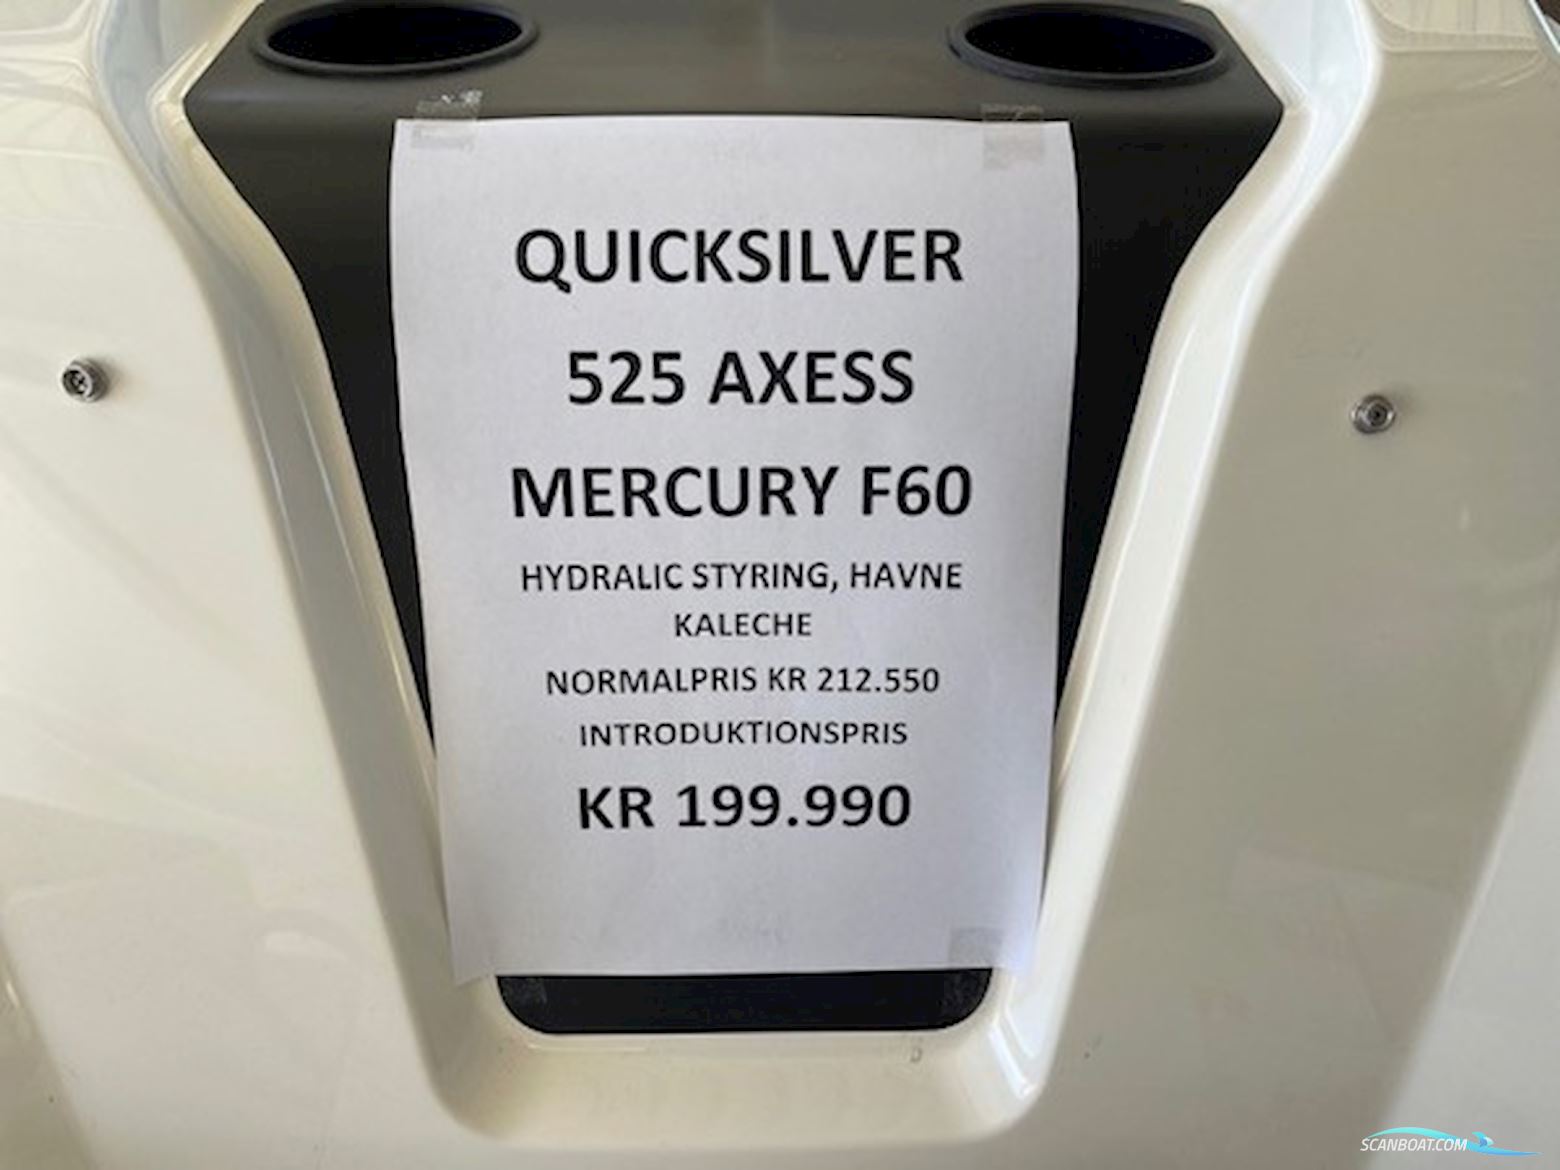 QUICKSILVER
525 AXESS
MERCURY F60
HYDRALIC STYRING, HAVNE
KALECHE
NORMALPRIS KR 212.550
INTRODUKTIONSPRIS
KR 199.990
SCANBOAT.COM